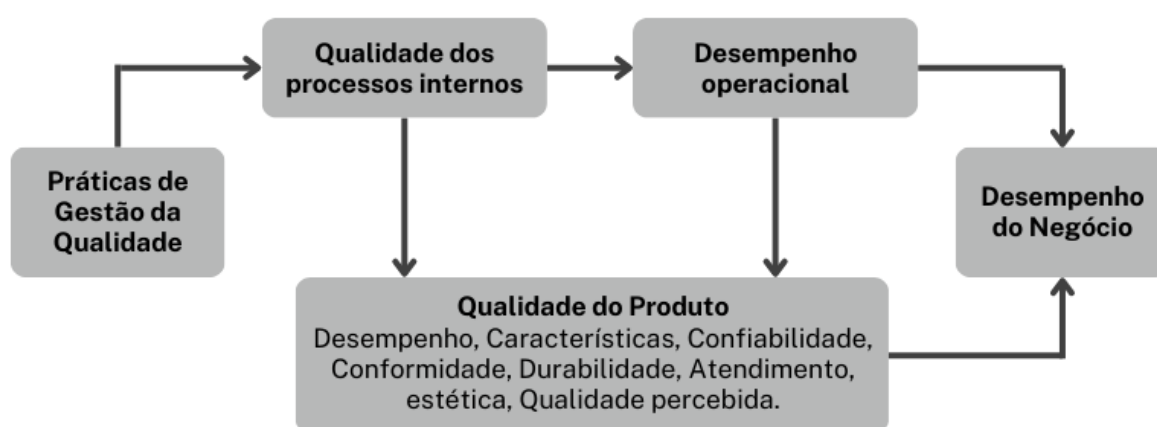 Qualidade dos
processos internos
Desempenho
operacional
Práticas de
Gestão da
Qualidade
Desempenho
do Negócio
Qualidade do Produto
Desempenho, Características, Confiabilidade,
Conformidade, Durabilidade, Atendimento,
estética, Qualidade percebida.